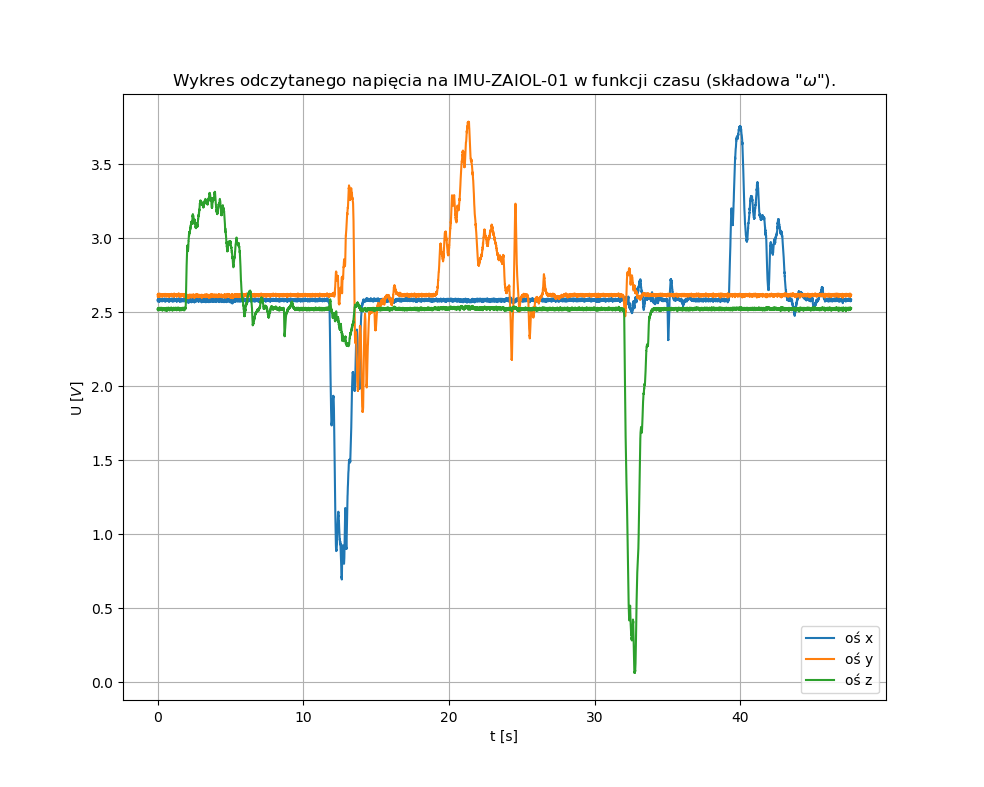 Wykres odczytanego napięcia na IMU-ZAIOL-01 w funkcji czasu (składowa "ω").
U [V]
3.5
3.0
2.5
2.0
1.5
1.0
0.5
0.0
0 10 20 30 40
t [s]
oś x
oś y
oś z